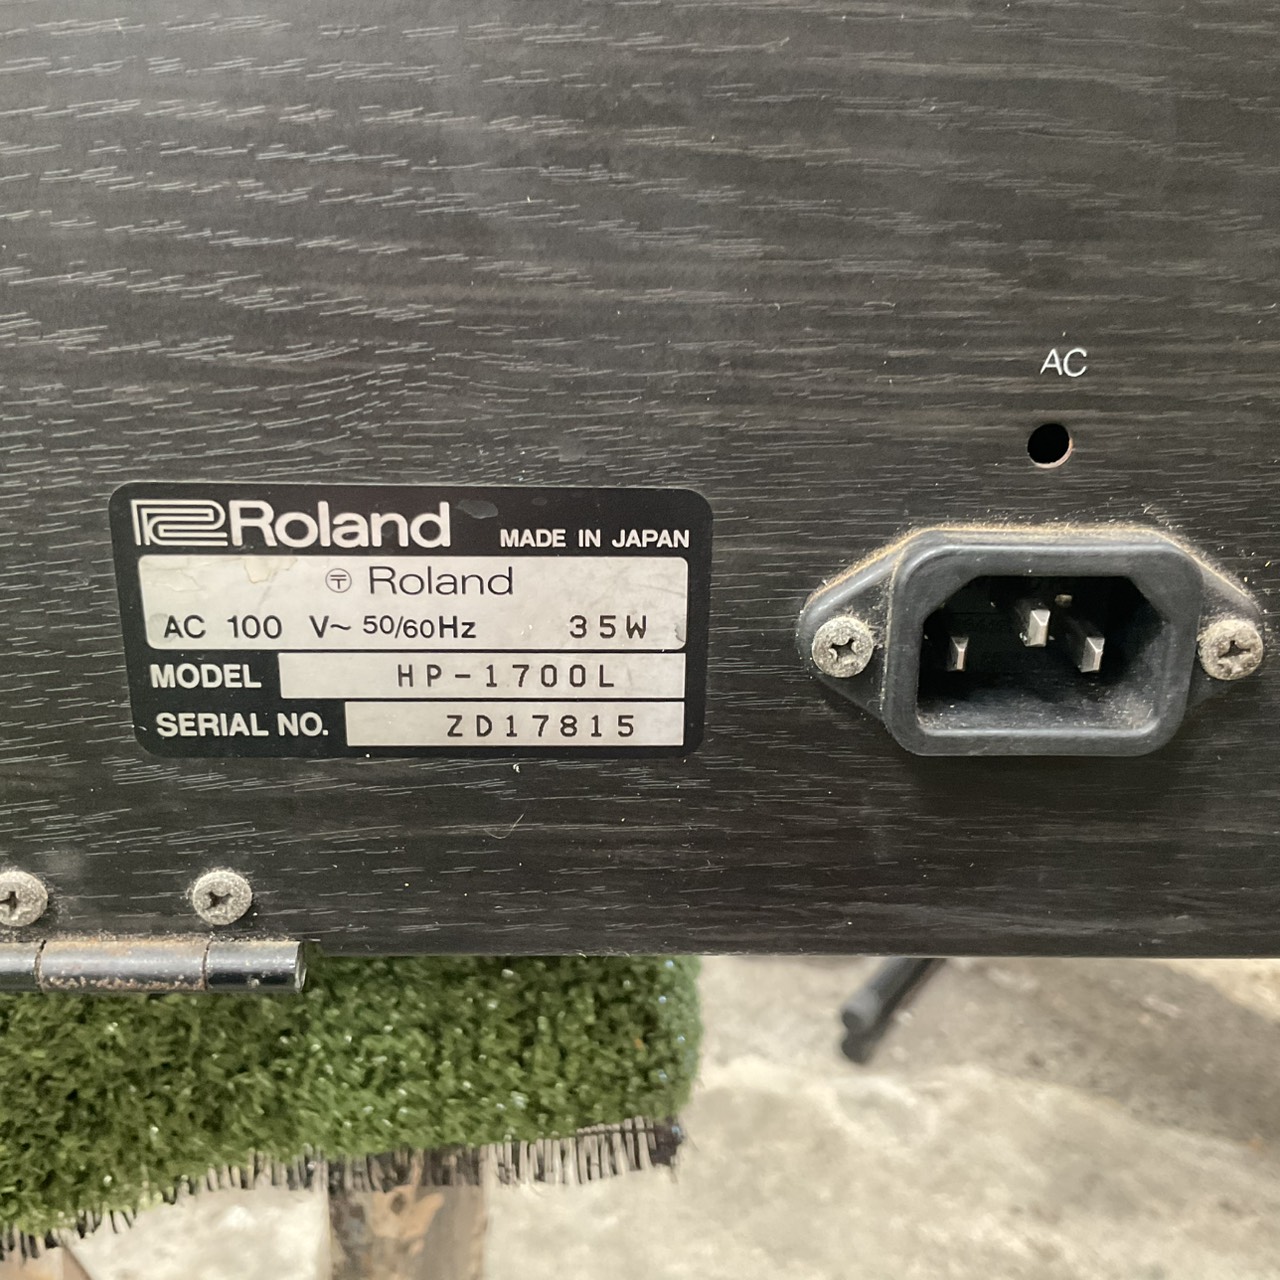 AC
Roland MADE IN JAPAN
〶 Roland
AC 100 V~ 50/60Hz 35W
MODEL HP-1700L
SERIAL NO. ZD17815